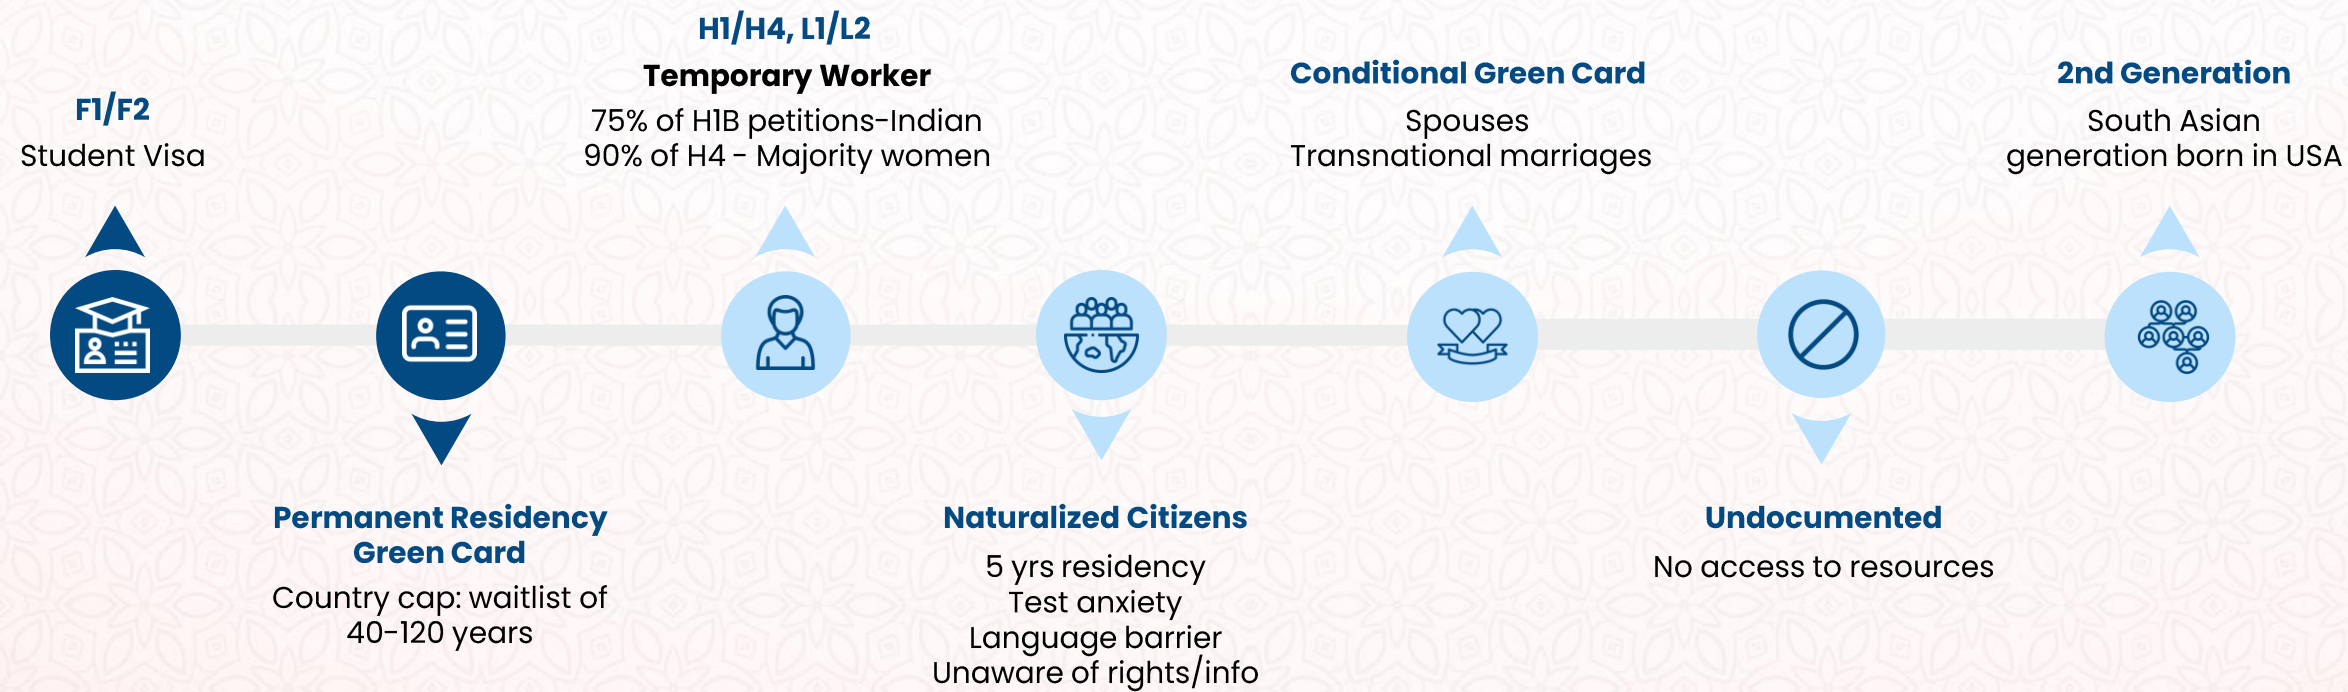 F1/F2
Student Visa
Permanent Residency
Green Card
Country cap: waitlist of
40-120 years
H1/H4, L1/L2
Temporary Worker
75% of H1B petitions-Indian
90% of H4 - Majority women
Naturalized Citizens
5 yrs residency
Test anxiety
Language barrier
Unaware of rights/info
Conditional Green Card
Spouses
Transnational marriages
Undocumented
No access to resources
2nd Generation
South Asian
generation born in USA